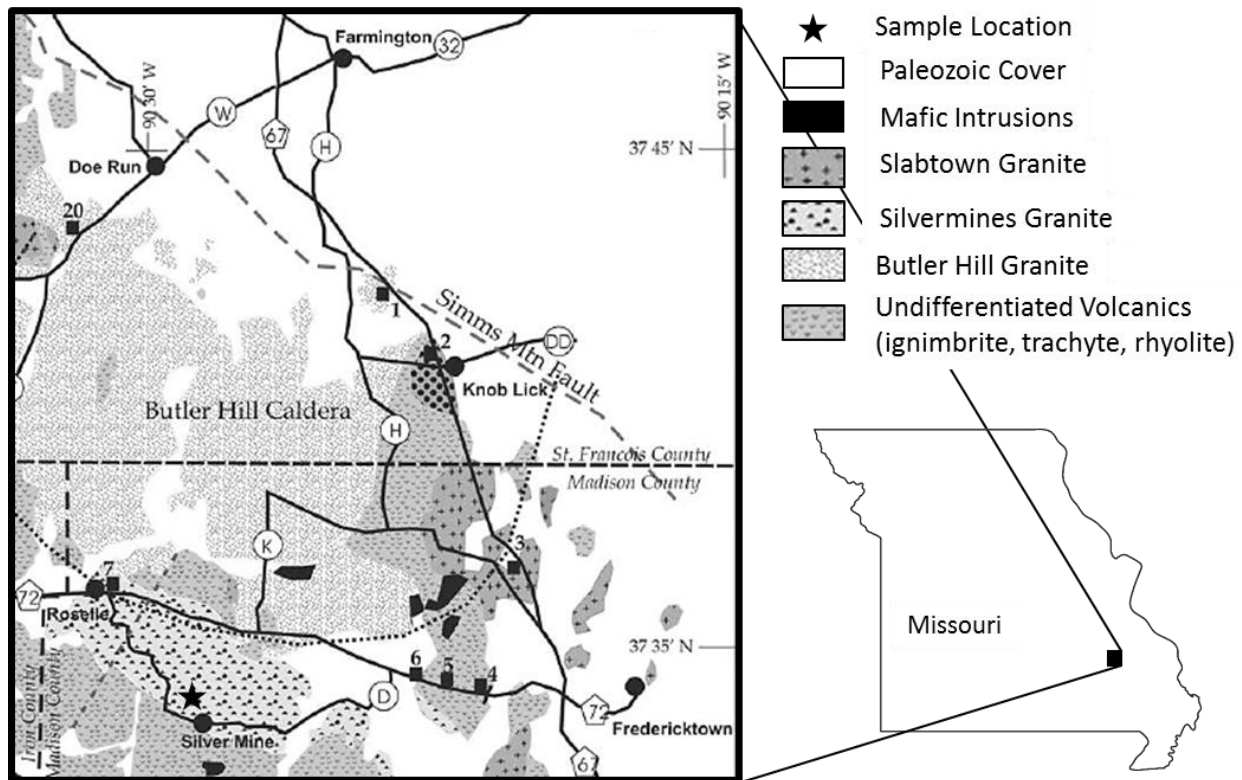 Farmington
32
90 30' W
W
67
H
90 15' W
37 45' N
Doe Run
20
1
Simms Mtn Fault
2
DD
Knob Lick
Butler Hill Caldera
H
St. Francois County
Madison County
K
3
7
72
Roselle
37 35' N
6
5
4
D
72
Fredericktown
Silver Mine
Iron County
Madison County
67
Sample Location
Paleozoic Cover
Mafic Intrusions
Slabtown Granite
Silvermines Granite
Butler Hill Granite
Undifferentiated Volcanics
(ignimbrite, trachyte, rhyolite)
Missouri